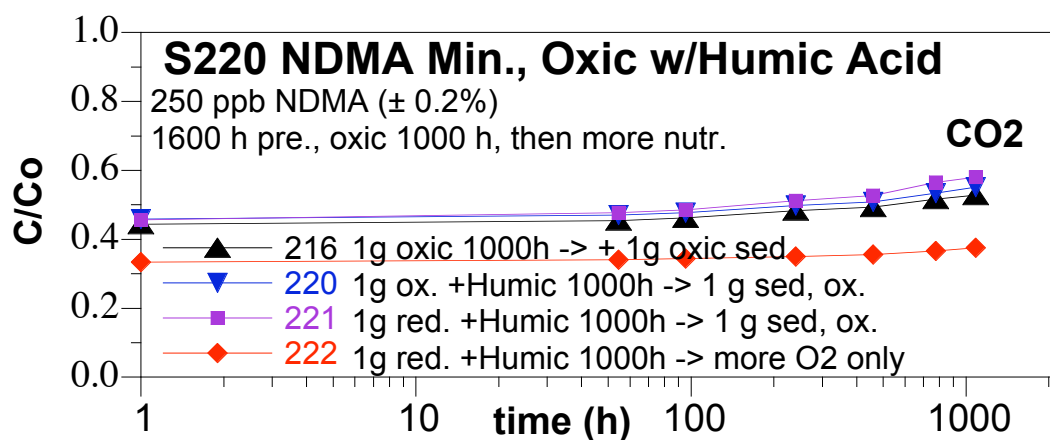 1.0
S220 NDMA Min., Oxic w/Humic Acid
0.8
250 ppb NDMA (± 0.2%)
1600 h pre., oxic 1000 h, then more nutr.
CO2
0.6
C/Co
0.4
216 1g oxic 1000h -> + 1g oxic sed
220 1g ox. +Humic 1000h -> 1 g sed, ox.
0.2
221 1g red. +Humic 1000h -> 1 g sed, ox.
222 1g red. +Humic 1000h -> more O2 only
0.0
1 10 100 1000
time (h)